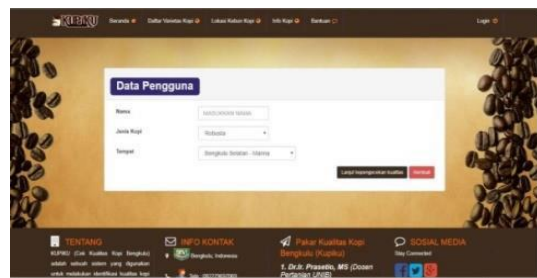 KUPIKU
Beranda
Daftar Varietas Kopi
Lokasi Kebun Kopi
Info Kopi
Bantuan
Login
Data Pengguna
Nama
MASUKKAN NAMA
Jenis Kopi
Robusta
Tempat
Bengkulu Selatan - Manna
Lanjut kepengecekan kualitas
Kembali
TENTANG
KUPIKU (Cek Kualitas Kopi Bengkulu)
adalah sebuah sistem yang digunakan
untuk melakukan identifikasi kualitas kopi
INFO KONTAK
Bengkulu, Indonesia
Pakar Kualitas Kopi
Bengkulu (Kupiku)
1. Dr.Ir. Prasetio, MS (Dosen
Pertanian UNIB)
SOSIAL MEDIA
Stay Connected